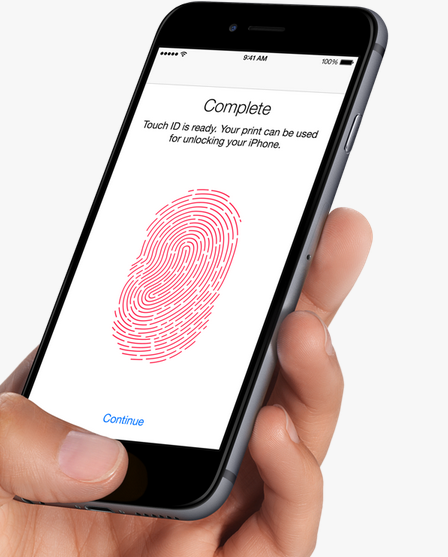 9:41 AM
100%
Complete
Touch ID is ready. Your print can be used
for unlocking your iPhone.
Continue